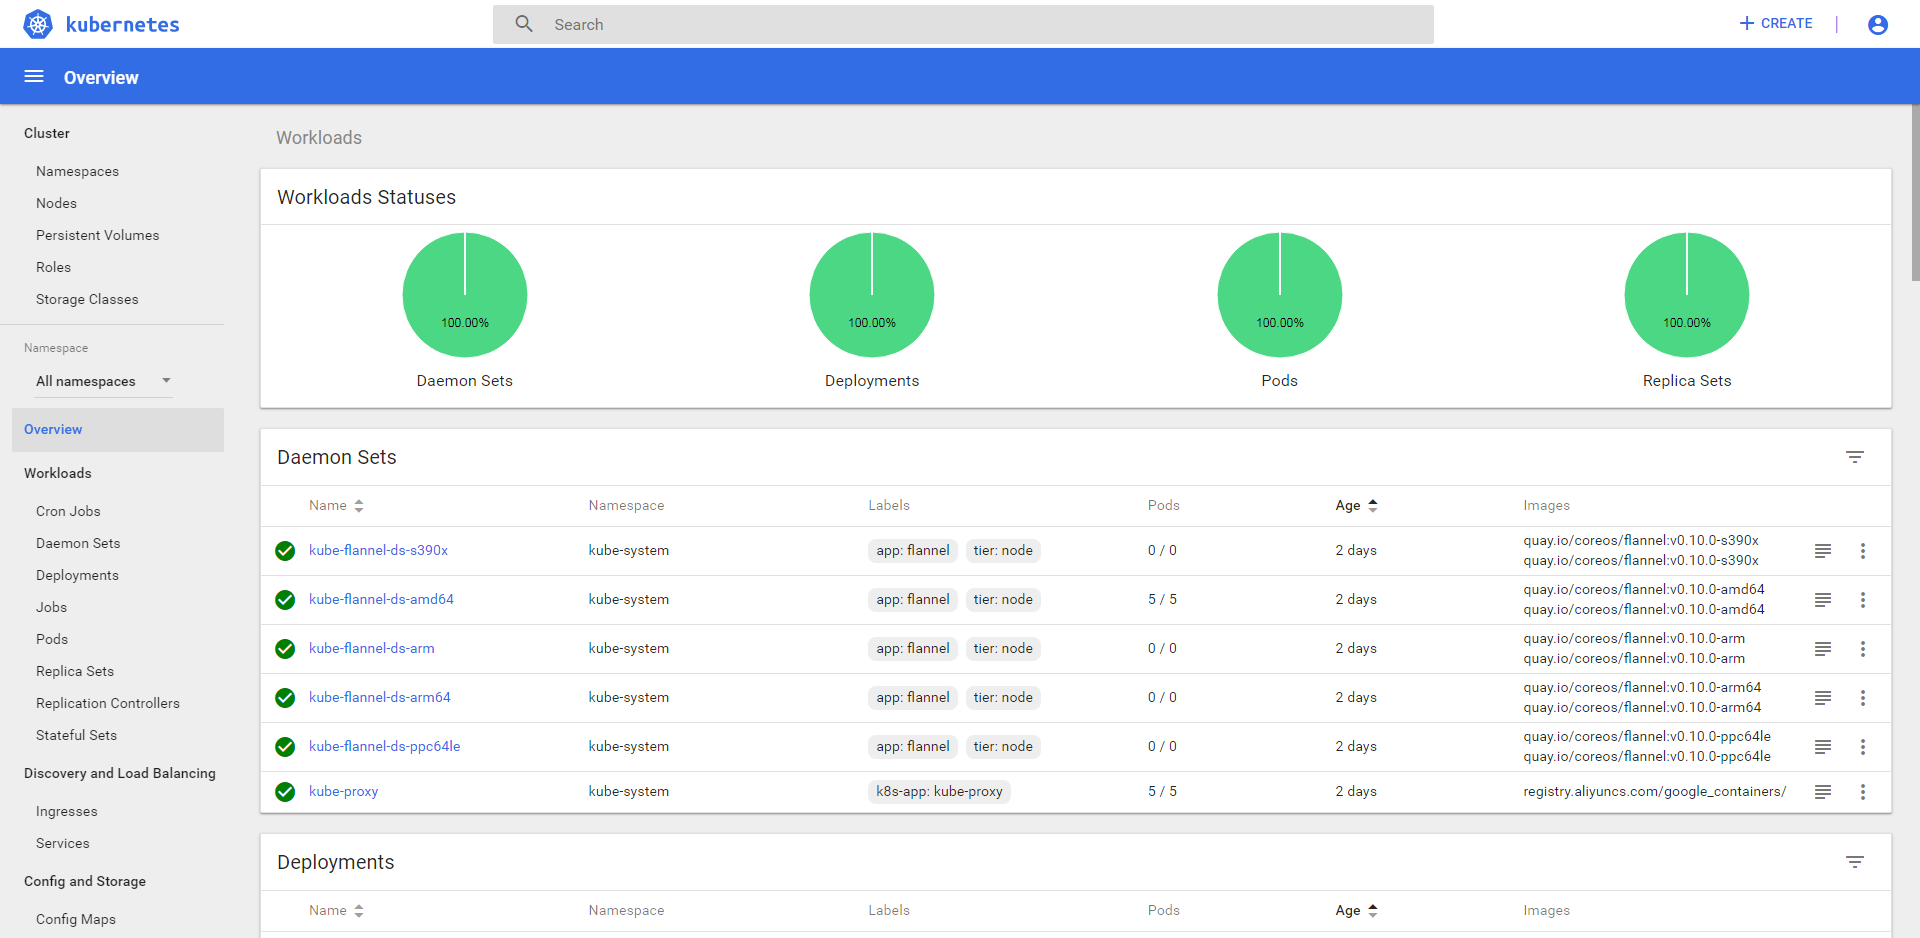 kubernetes
Search
CREATE
Overview
Cluster
Namespaces
Nodes
Persistent Volumes
Roles
Storage Classes
Namespace
All namespaces
Overview
Workloads
Cron Jobs
Daemon Sets
Deployments
Jobs
Pods
Replica Sets
Replication Controllers
Stateful Sets
Discovery and Load Balancing
Ingresses
Services
Config and Storage
Config Maps
Workloads
Workloads Statuses
100.00% 100.00% 100.00% 100.00%
Daemon Sets Deployments Pods Replica Sets
Daemon Sets
Name Namespace Labels Pods Age Images
kube-flannel-ds-s390x kube-system app: flannel tier: node 0 / 0 2 days quay.io/coreos/flannel:v0.10.0-s390x
quay.io/coreos/flannel:v0.10.0-s390x
kube-flannel-ds-amd64 kube-system app: flannel tier: node 5 / 5 2 days quay.io/coreos/flannel:v0.10.0-amd64
quay.io/coreos/flannel:v0.10.0-amd64
kube-flannel-ds-arm kube-system app: flannel tier: node 0 / 0 2 days quay.io/coreos/flannel:v0.10.0-arm
quay.io/coreos/flannel:v0.10.0-arm
kube-flannel-ds-arm64 kube-system app: flannel tier: node 0 / 0 2 days quay.io/coreos/flannel:v0.10.0-arm64
quay.io/coreos/flannel:v0.10.0-arm64
kube-flannel-ds-ppc64le kube-system app: flannel tier: node 0 / 0 2 days quay.io/coreos/flannel:v0.10.0-ppc64le
quay.io/coreos/flannel:v0.10.0-ppc64le
kube-proxy kube-system k8s-app: kube-proxy 5 / 5 2 days registry.aliyuncs.com/google_containers/
Deployments
Name Namespace Labels Pods Age Images